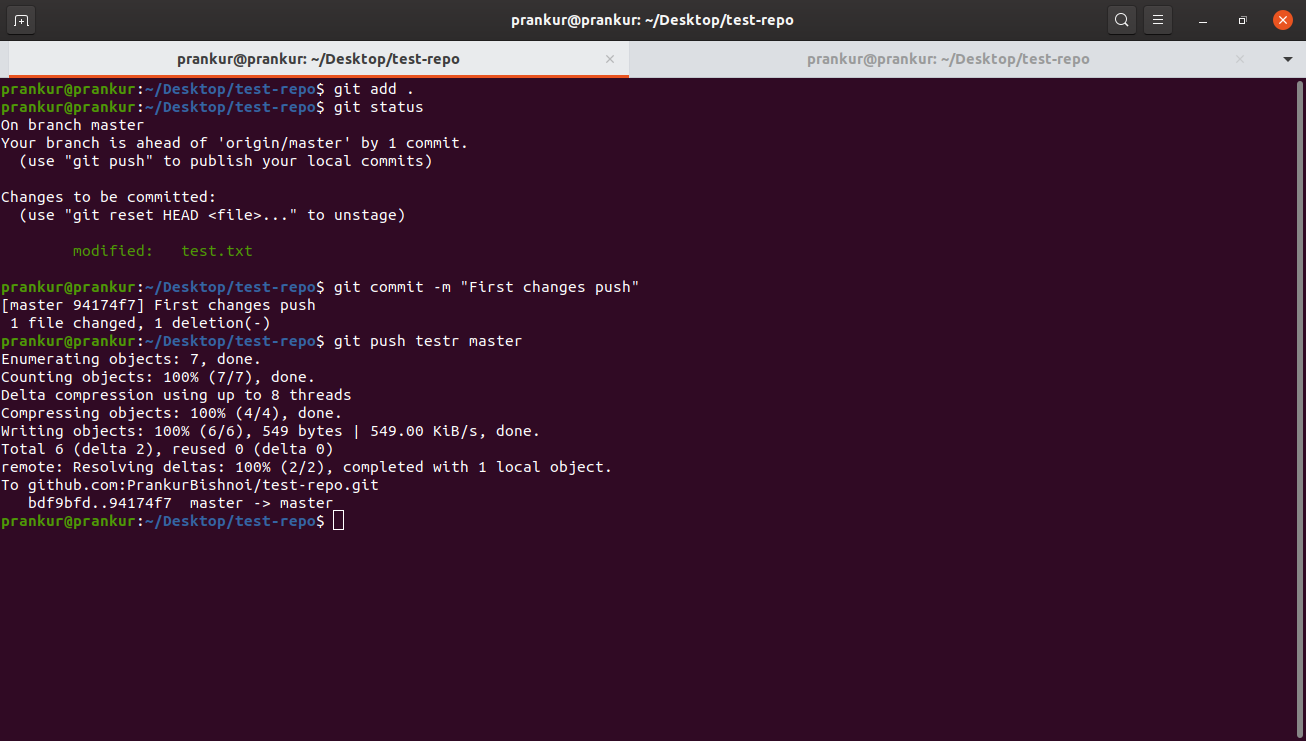 prankur@prankur: ~/Desktop/test-repo
prankur@prankur: ~/Desktop/test-repo
prankur@prankur: ~/Desktop/test-repo
prankur@prankur:~/Desktop/test-repo$ git add .
prankur@prankur:~/Desktop/test-repo$ git status
On branch master
Your branch is ahead of 'origin/master' by 1 commit.
  (use "git push" to publish your local commits)

Changes to be committed:
  (use "git reset HEAD <file>..." to unstage)

        modified:   test.txt

prankur@prankur:~/Desktop/test-repo$ git commit -m "First changes push"
[master 94174f7] First changes push
 1 file changed, 1 deletion(-)
prankur@prankur:~/Desktop/test-repo$ git push testr master
Enumerating objects: 7, done.
Counting objects: 100% (7/7), done.
Delta compression using up to 8 threads
Compressing objects: 100% (4/4), done.
Writing objects: 100% (6/6), 549 bytes | 549.00 KiB/s, done.
Total 6 (delta 2), reused 0 (delta 0)
remote: Resolving deltas: 100% (2/2), completed with 1 local object.
To github.com:PrankurBishnoi/test-repo.git
   bdf9bfd..94174f7  master -> master
prankur@prankur:~/Desktop/test-repo$